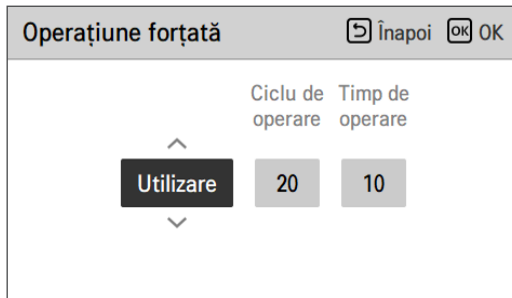 Operațiune forțată
Înapoi
OK OK
Ciclu de Timp de
operare operare
Utilizare 20 10